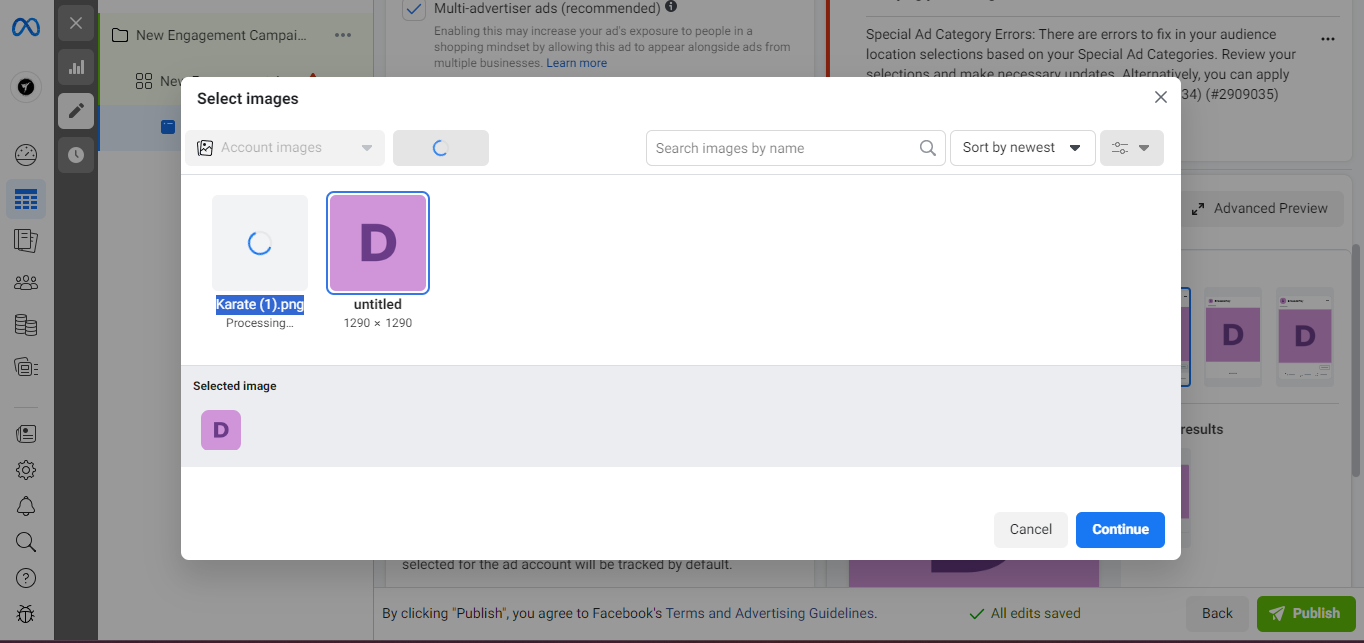 Multi-advertiser ads (recommended)
Enabling this may increase your ad's exposure to people in a
shopping mindset by allowing this ad to appear alongside ads from
multiple businesses. Learn more
New Engagement Campai...
New
Special Ad Category Errors: There are errors to fix in your audience
location selections based on your Special Ad Categories. Review your
selections and make necessary updates. Alternatively, you can apply
34) (#2909035)
Select images
Account images
Search images by name
Sort by newest
D
Karate (1).png
Processing...
untitled
1290 × 1290
Selected image
D
Cancel
Continue
Advanced Preview
D
D
results
selected for the ad account will be tracked by default.
By clicking "Publish", you agree to Facebook's Terms and Advertising Guidelines.
All edits saved
Back
Publish